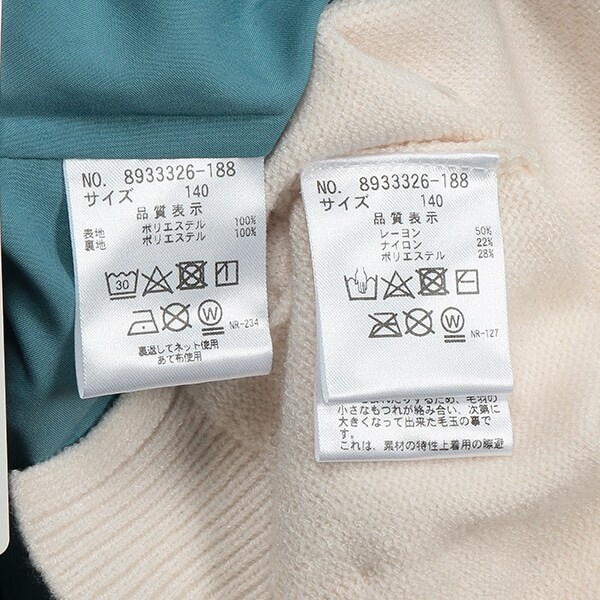 NO. 8933326-188
サイズ 140
品質表示
表地 ポリエステル 100%
裏地 ポリエステル 100%
30
W
NR-234
裏返してネット使用
あて布使用
NO. 8933326-188
サイズ 140
品質表示
レーヨン 50%
ナイロン 22%
ポリエステル 28%
W
NR-127
小さなもつれが絡み合い、次第に
大きくなって出来た毛玉の事で
す。
これは、素材の特性上着用の際避